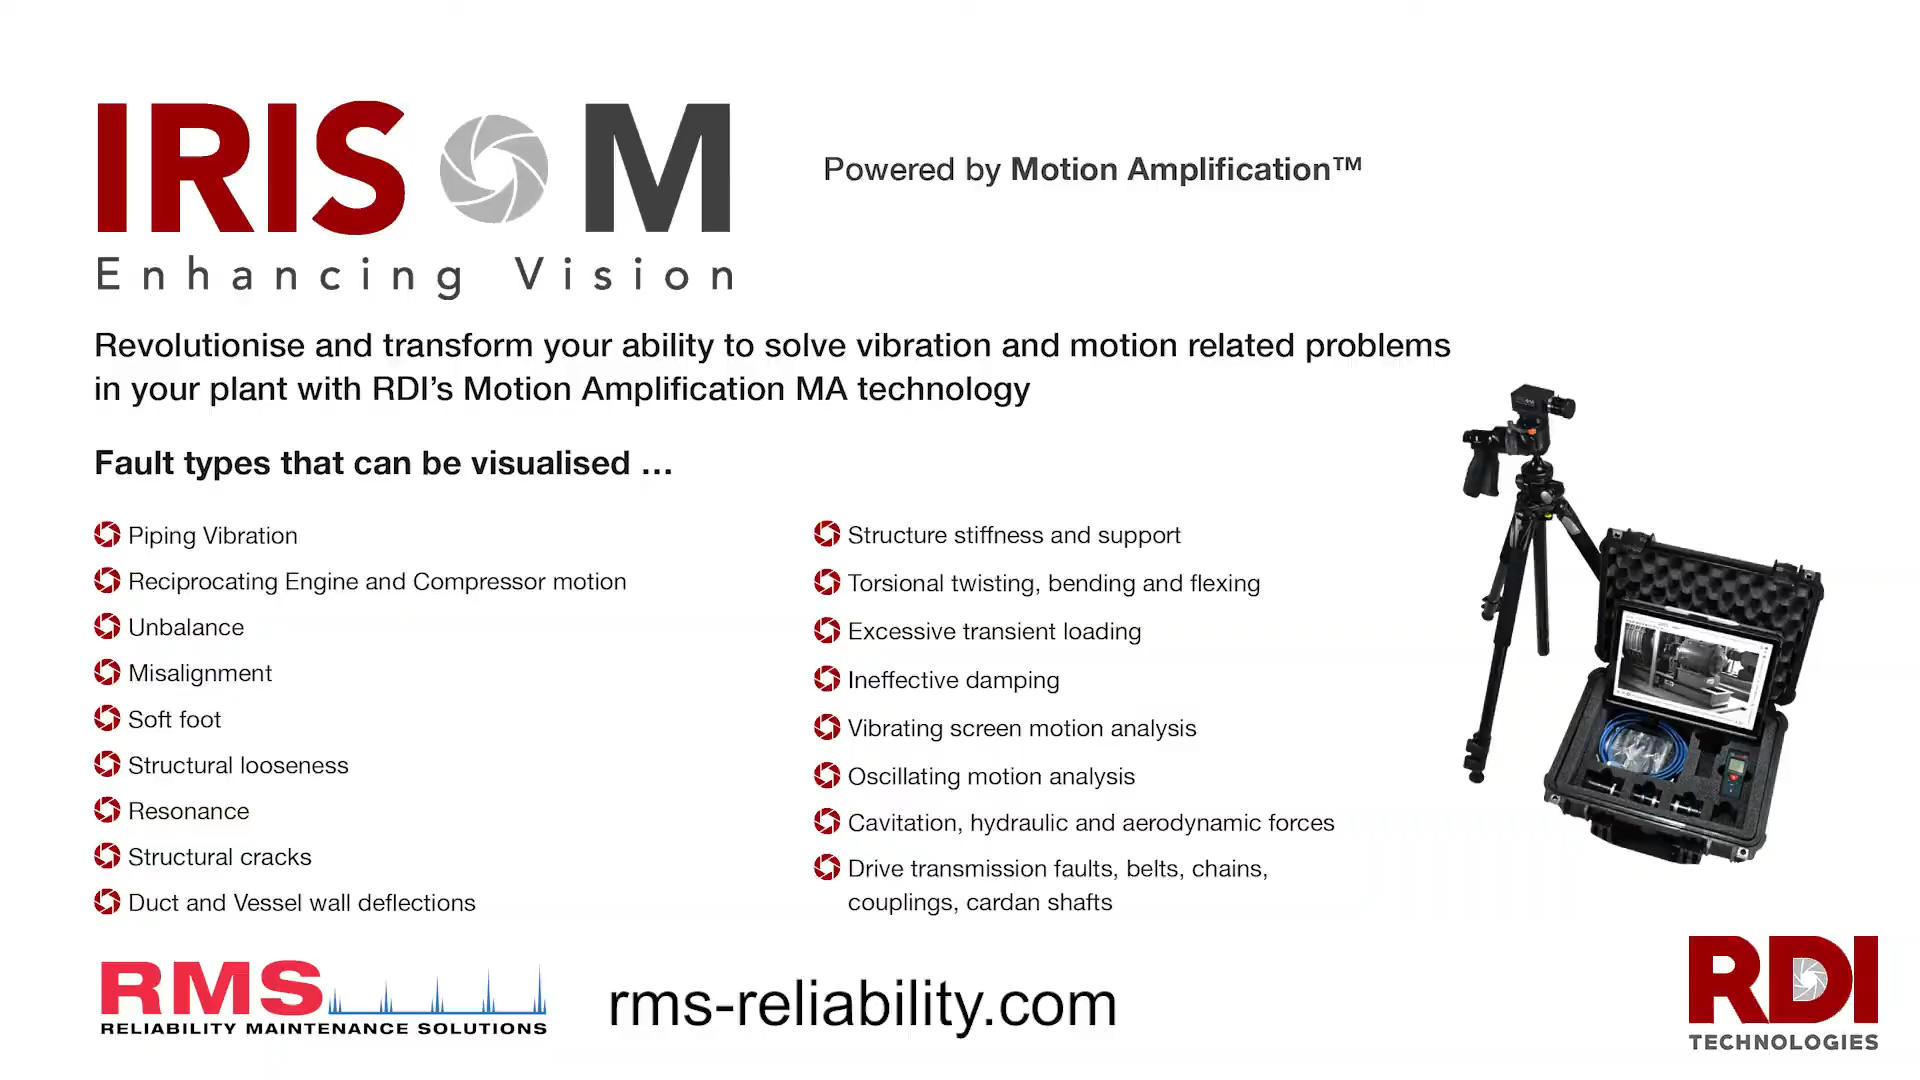 IRIS M
Enhancing Vision
Powered by Motion Amplification™
Revolutionise and transform your ability to solve vibration and motion related problems
in your plant with RDI’s Motion Amplification MA technology
Fault types that can be visualised ...
Piping Vibration
Reciprocating Engine and Compressor motion
Unbalance
Misalignment
Soft foot
Structural looseness
Resonance
Structural cracks
Duct and Vessel wall deflections
Structure stiffness and support
Torsional twisting, bending and flexing
Excessive transient loading
Ineffective damping
Vibrating screen motion analysis
Oscillating motion analysis
Cavitation, hydraulic and aerodynamic forces
Drive transmission faults, belts, chains,
couplings, cardan shafts
RMS
RELIABILITY MAINTENANCE SOLUTIONS
rms-reliability.com
RDI
TECHNOLOGIES